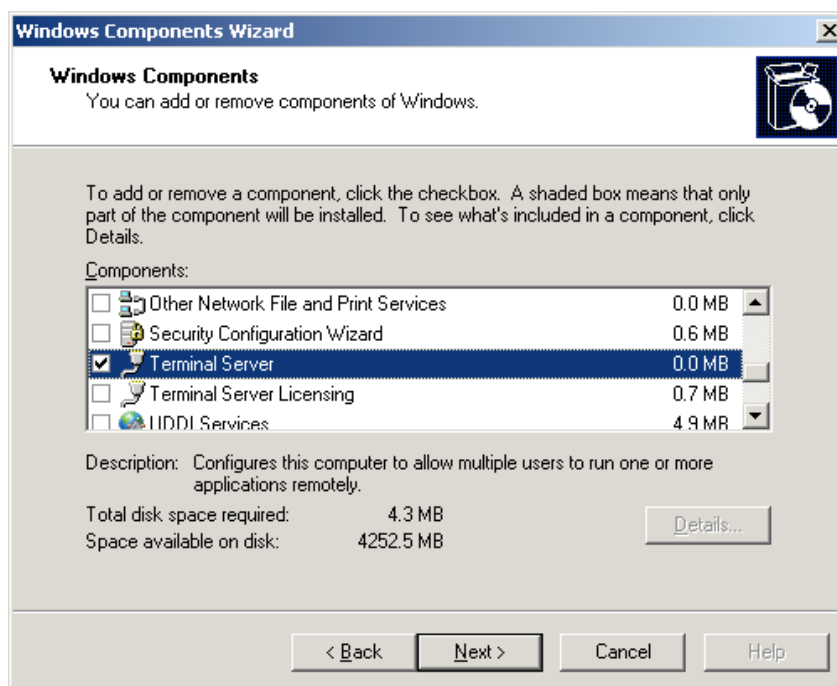 Windows Components Wizard
Windows Components
You can add or remove components of Windows.
To add or remove a component, click the checkbox. A shaded box means that only
part of the component will be installed. To see what's included in a component, click
Details.
Components:
Other Network File and Print Services 0.0 MB
Security Configuration Wizard 0.6 MB
Terminal Server 0.0 MB
Terminal Server Licensing 0.7 MB
UDDI Services 4.9 MB
Description: Configures this computer to allow multiple users to run one or more
applications remotely.
Total disk space required: 4.3 MB
Space available on disk: 4252.5 MB
Details...
< Back Next > Cancel Help